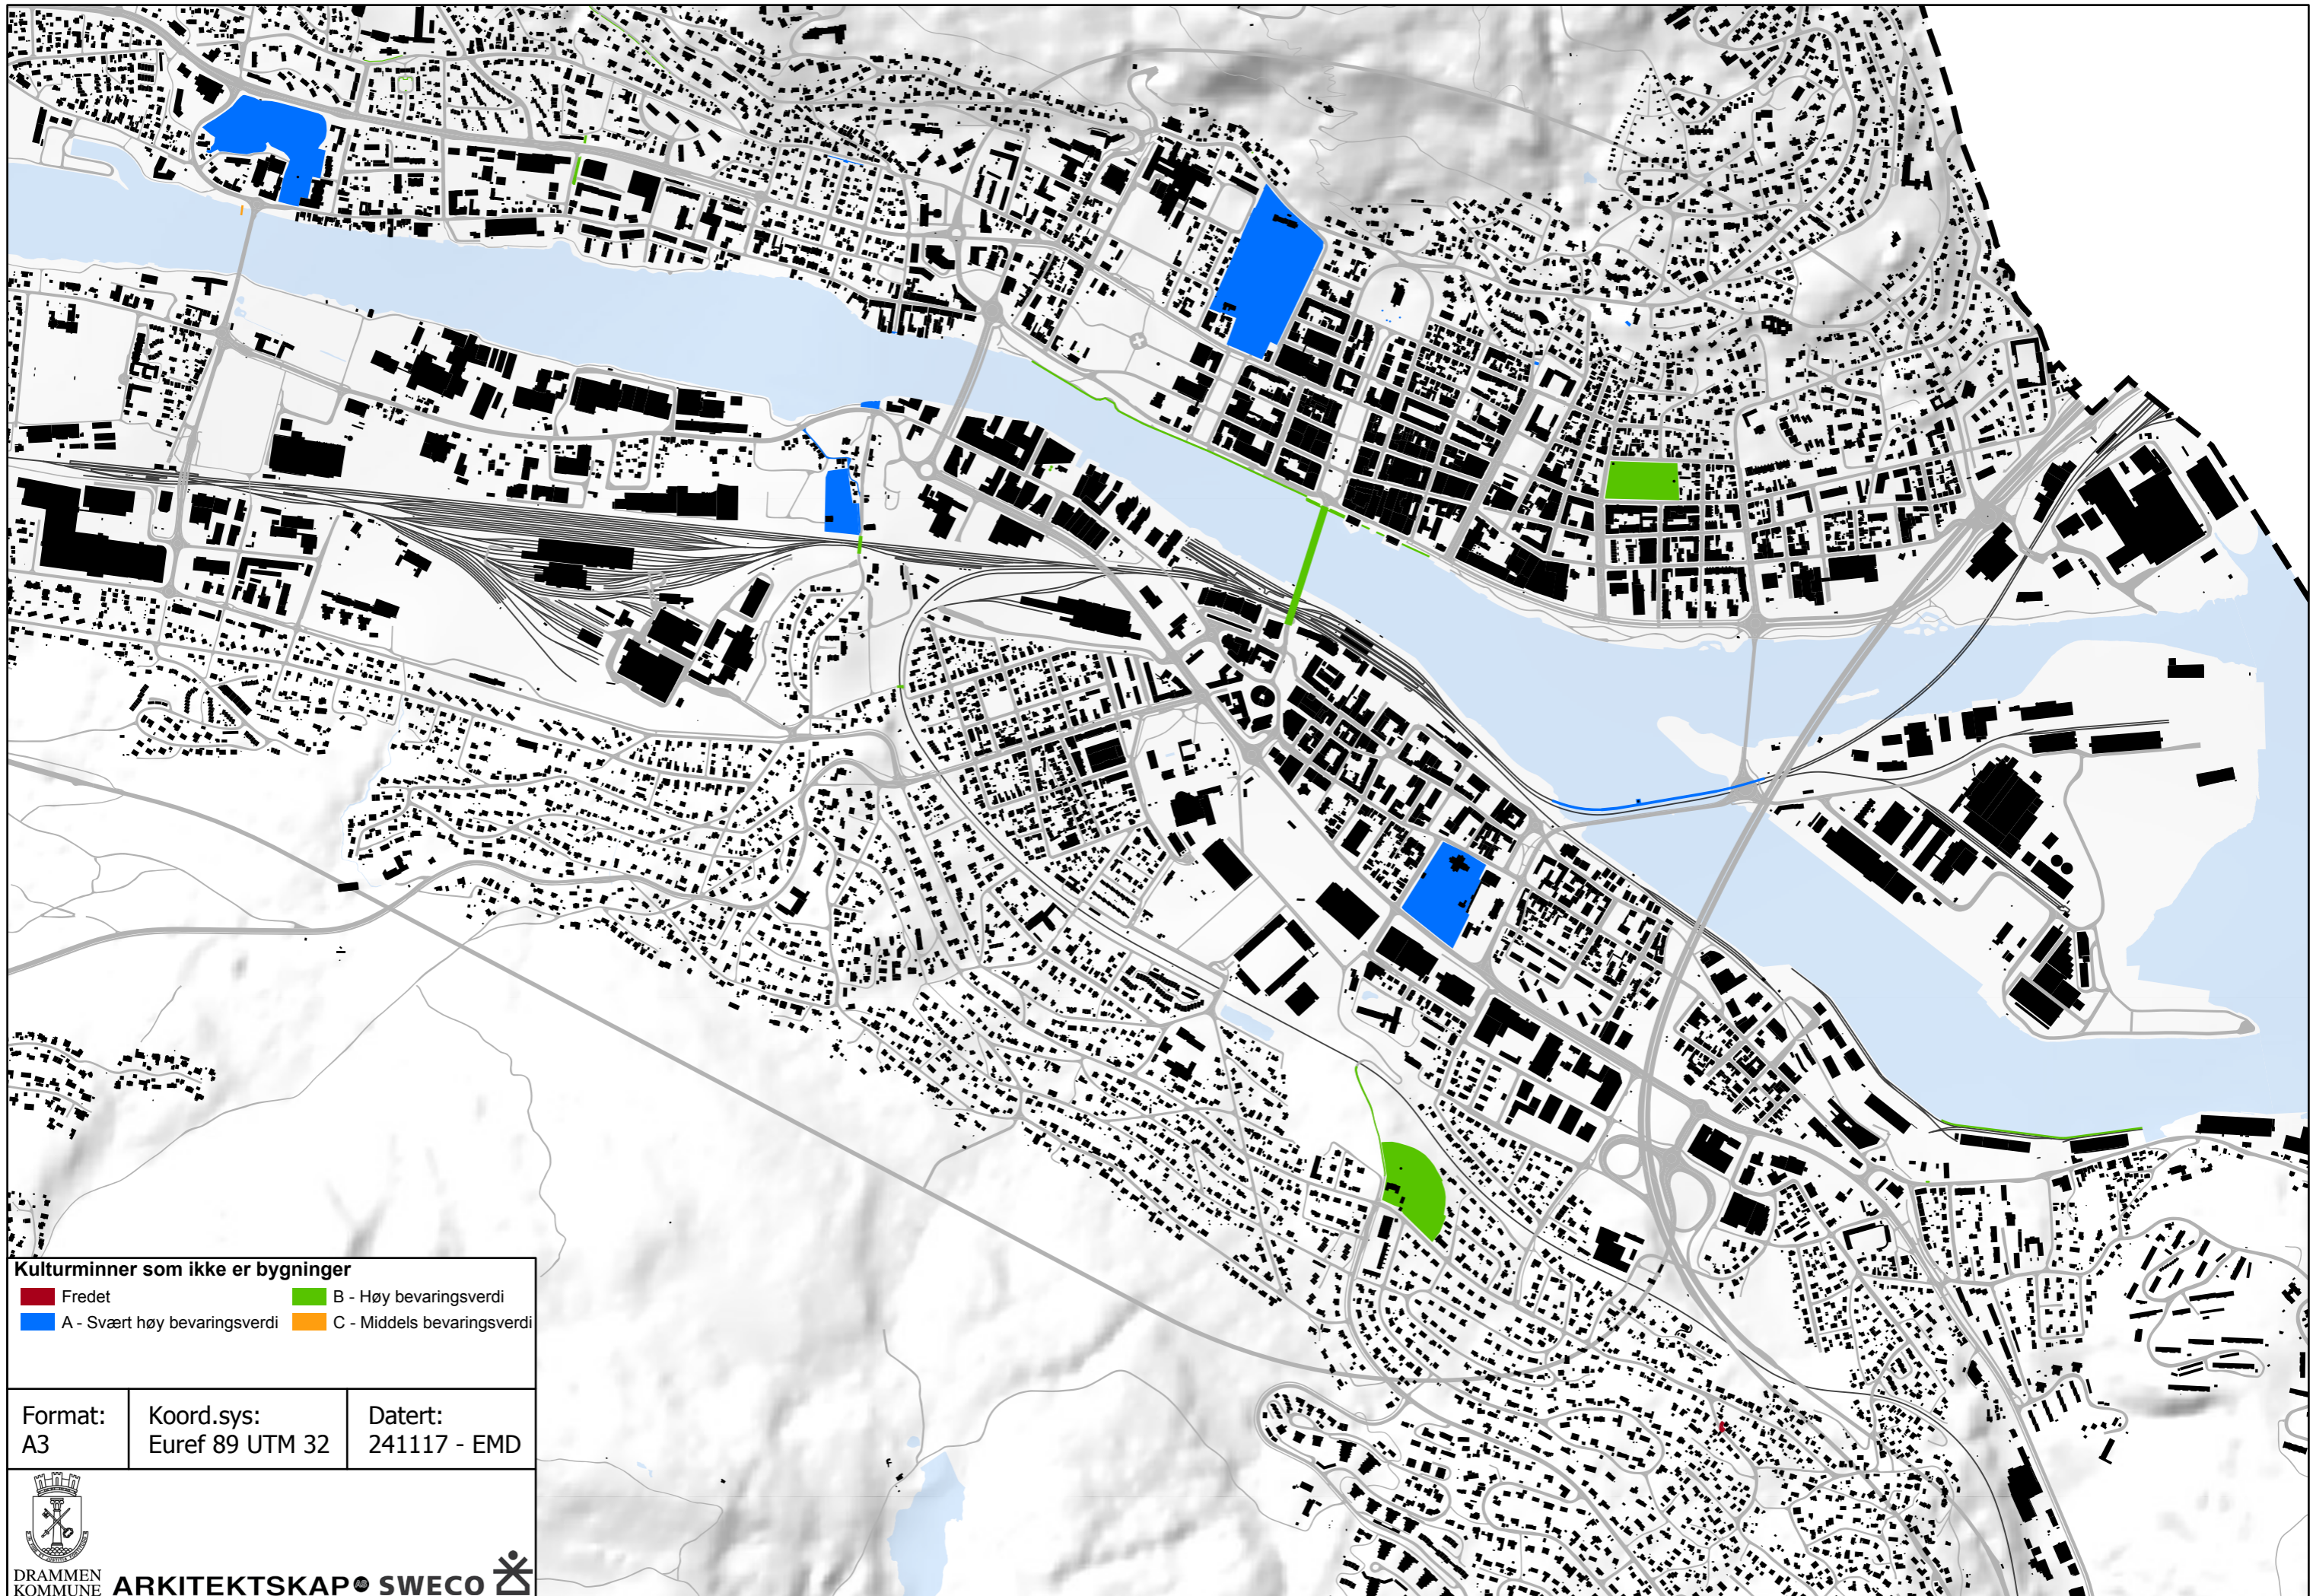 Kulturminner som ikke er bygninger
Fredet
B - Høy bevaringsverdi
A - Svært høy bevaringsverdi
C - Middels bevaringsverdi
Format:
A3
Koord.sys:
Euref 89 UTM 32
Datert:
241117 - EMD
DRAMMEN
KOMMUNE
ARKITEKTSKAP AS
SWECO